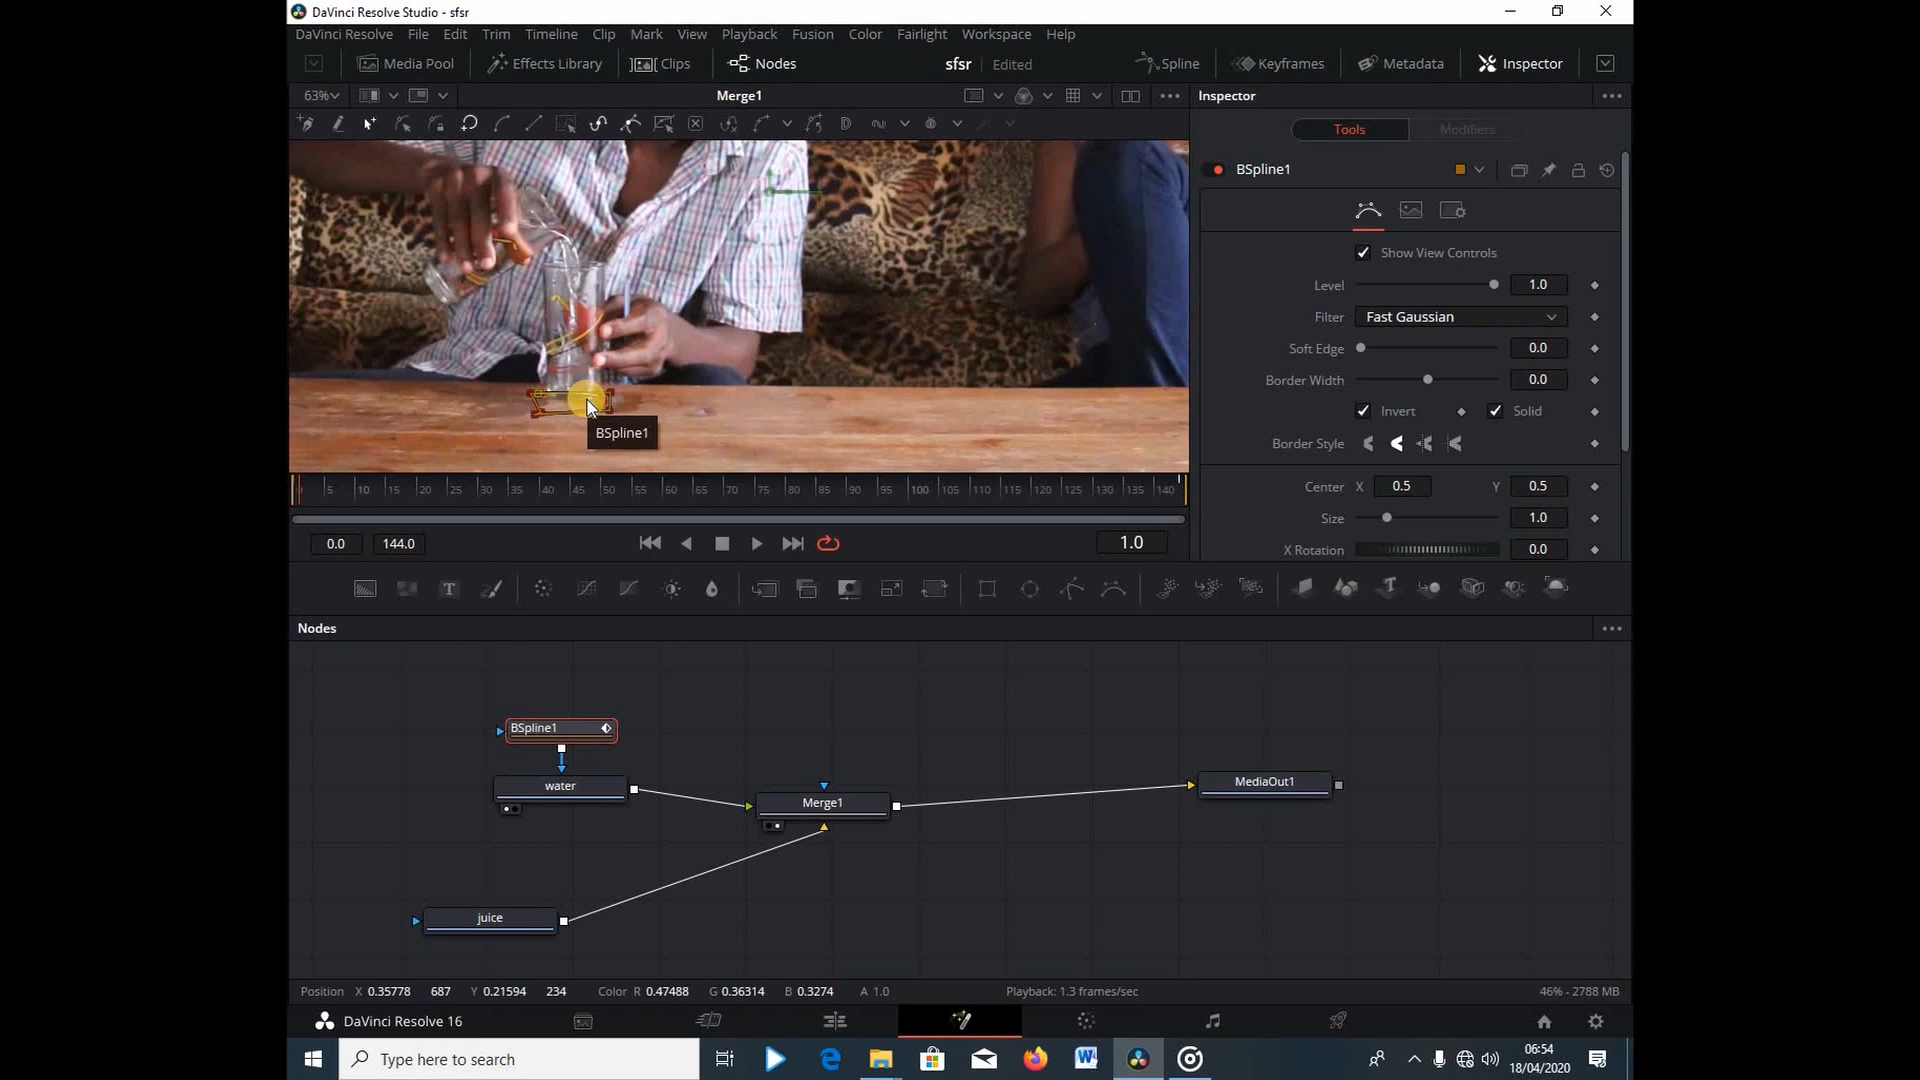 DaVinci Resolve Studio - sfsr
DaVinci Resolve File Edit Trim Timeline Clip Mark View Playback Fusion Color Fairlight Workspace Help
Media Pool Effects Library Clips Nodes sfsr Edited Spline Keyframes Metadata Inspector
63% Merge1 Inspector
Tools Modifiers
BSpline1
Show View Controls
Level 1.0
Filter Fast Gaussian
Soft Edge 0.0
Border Width 0.0
Invert Solid
Border Style
BSpline1
5 10 15 20 25 30 35 40 45 50 55 60 65 70 75 80 85 90 95 100 105 110 115 120 125 130 135 140
Center X 0.5 Y 0.5
Size 1.0
X Rotation 0.0
0.0 144.0 1.0
Nodes
BSpline1
water
Merge1
MediaOut1
juice
Position X 0.35778 687 Y 0.21594 234 Color R 0.47488 G 0.36314 B 0.3274 A 1.0 Playback: 1.3 frames/sec 46% - 2788 MB
DaVinci Resolve 16
Type here to search
06:54
18/04/2020